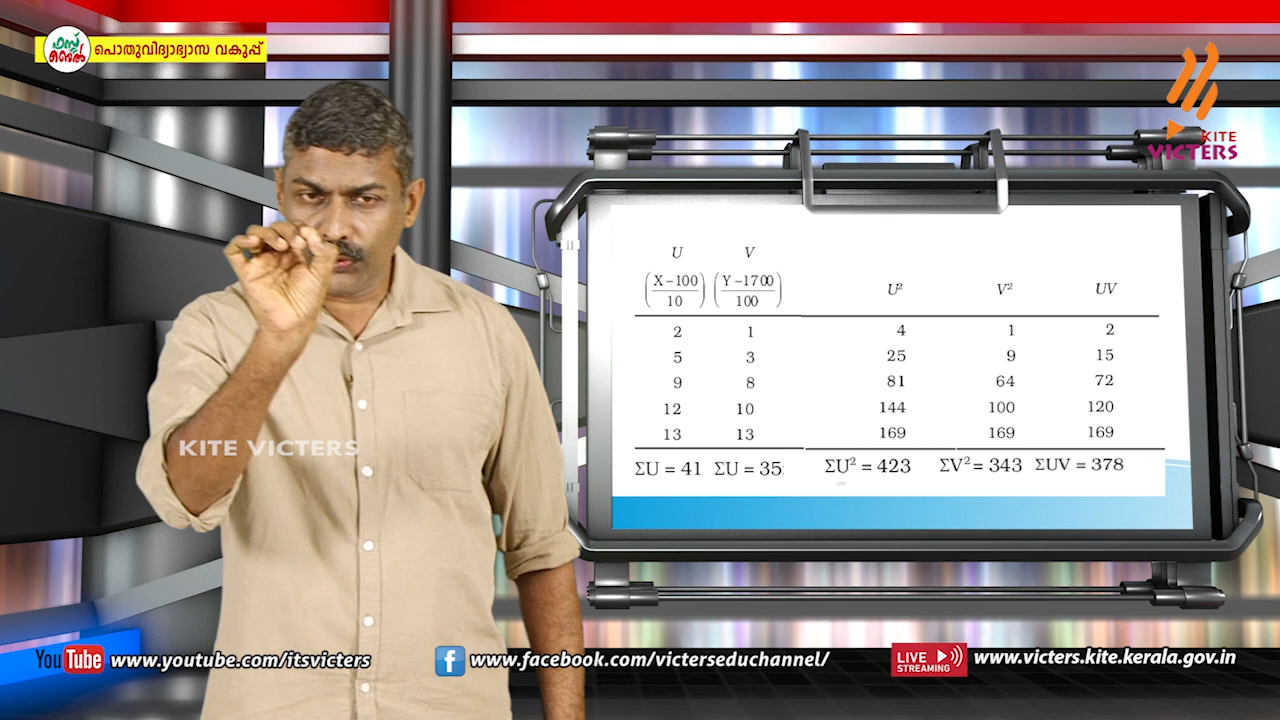 ഫസ്റ്റ്
ബെൽ
പൊതുവിദ്യാഭ്യാസ വകുപ്പ്
KITE
VICTERS
U V
(X – 100 / 10) (Y – 1700 / 100) U² V² UV
2 1 4 1 2
5 3 25 9 15
9 8 81 64 72
12 10 144 100 120
13 13 169 169 169
ΣU = 41 ΣU = 35 ΣU² = 423 ΣV² = 343 ΣUV = 378
KITE VICTERS
YouTube www.youtube.com/itsvicters
f www.facebook.com/victerseduchannel/
LIVE STREAMING www.victers.kite.kerala.gov.in